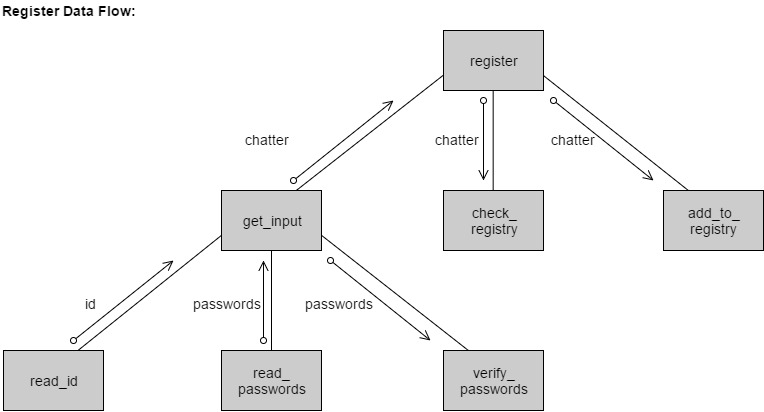 Register Data Flow:
register
chatter
chatter
chatter
get_input
check_
registry
add_to_
registry
id
passwords
passwords
read_id
read_
passwords
verify_
passwords